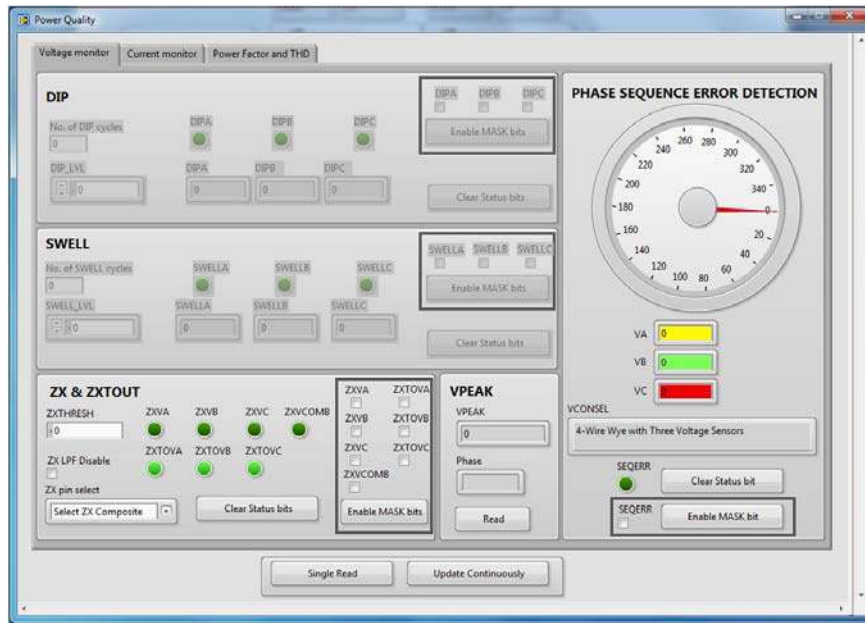 Power Quality
Voltage monitor Current monitor Power Factor and THD
DIP
No. of DIP cycles
0
DIPA DIPB DIPC
DIP_LVL
0
DIPA DIPB DIPC
0 0 0
DIPA DIPB DIPC
Enable MASK bits
Clear Status bits
SWELL
No. of SWELL cycles
0
SWELLA SWELLB SWELLC
SWELL_LVL
0
SWELLA SWELLB SWELLC
0 0 0
SWELLA SWELLB SWELLC
Enable MASK bits
Clear Status bits
ZX & ZXTOUT
ZXTHRESH
0
ZXVA ZXVB ZXVC ZXVCOMB
ZXTOVA ZXTOVB ZXTOVC
ZX LPF Disable
ZX pin select
Select ZX Composite
Clear Status bits
ZXVA ZXTOVA
ZXVB ZXTOVB
ZXVC ZXTOVC
ZXVCOMB
Enable MASK bits
VPEAK
VPEAK
0
Phase
Read
PHASE SEQUENCE ERROR DETECTION
0
20
40
60
80
100
120
140
160
180
200
220
240
260
280
300
320
340
VA 0
VB 0
VC 0
VCONSEL
4-Wire Wye with Three Voltage Sensors
SEQERR
Clear Status bit
SEQERR
Enable MASK bit
Single Read Update Continuously